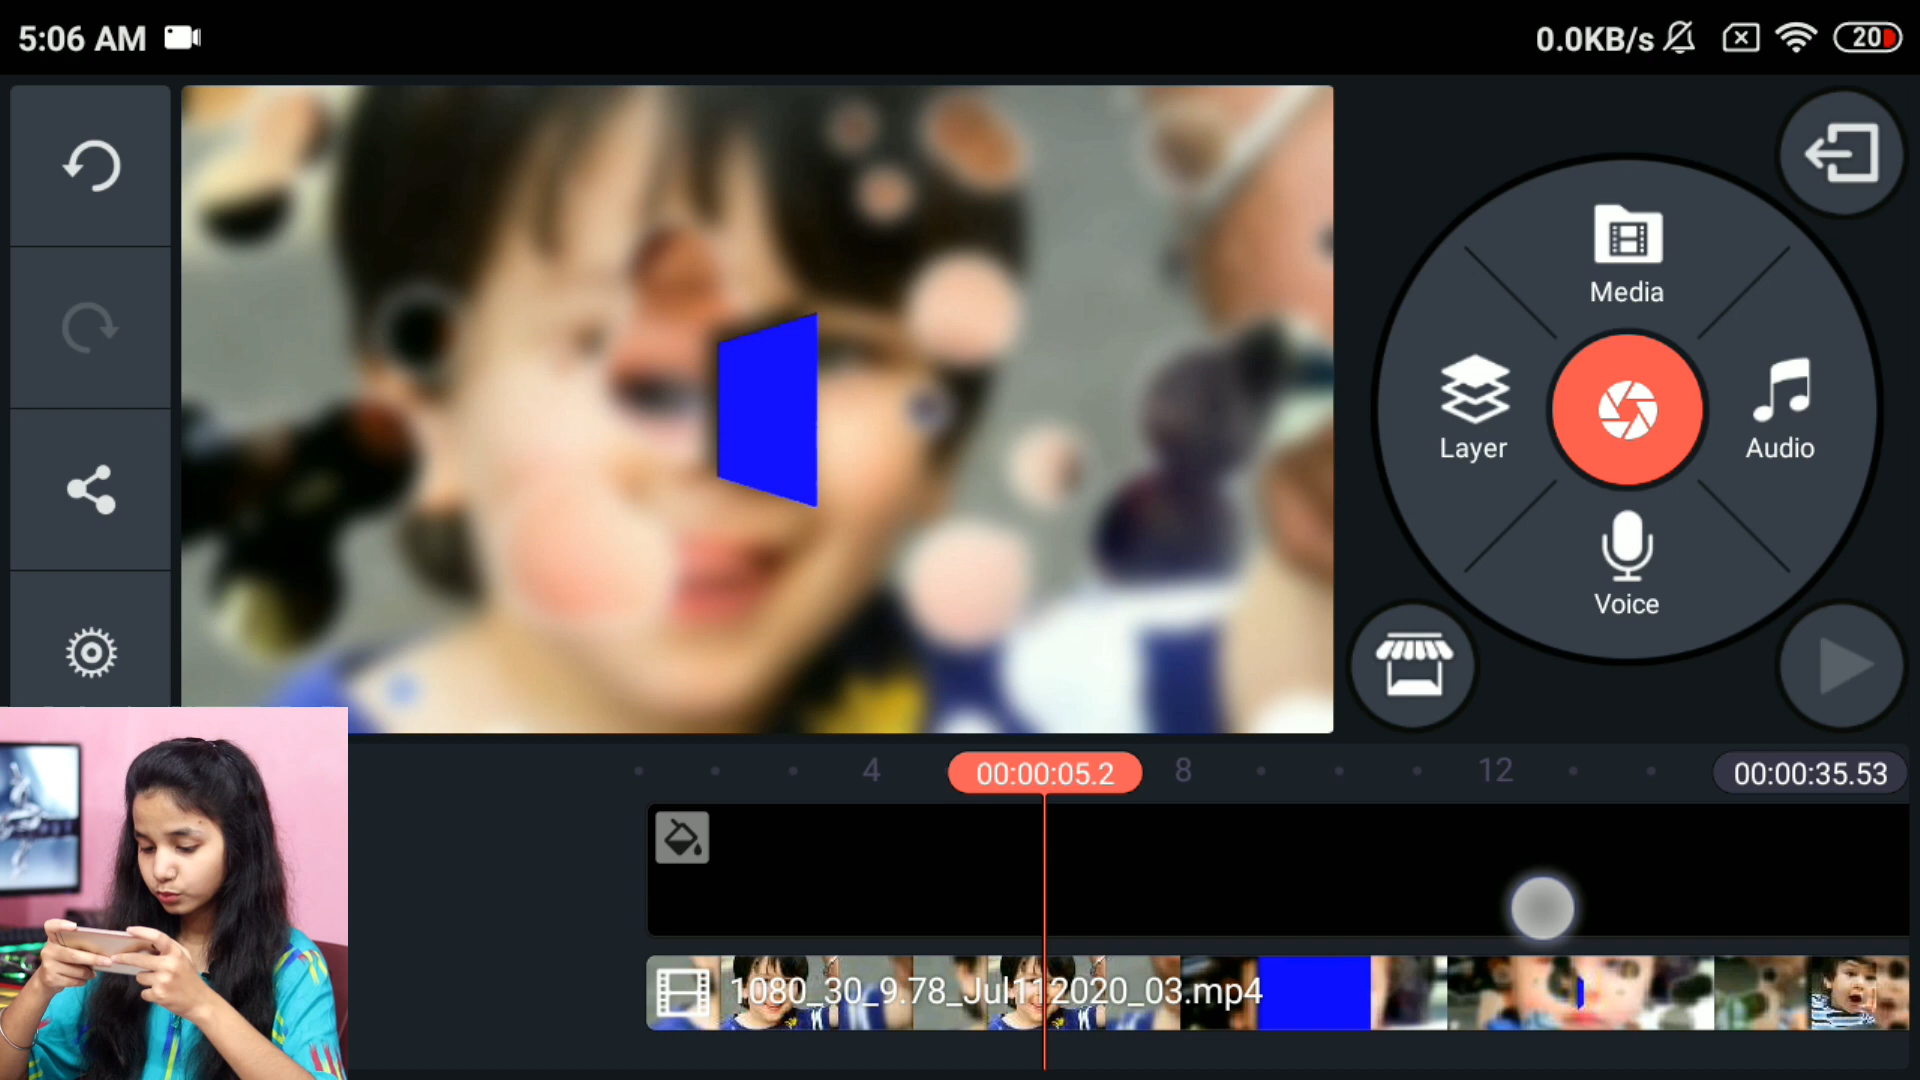 5:06 AM
0.0KB/s
20
Media
Layer
Audio
Voice
4
00:00:05.2
8
12
00:00:35.53
1080_30_9.78_Jul112020_03.mp4